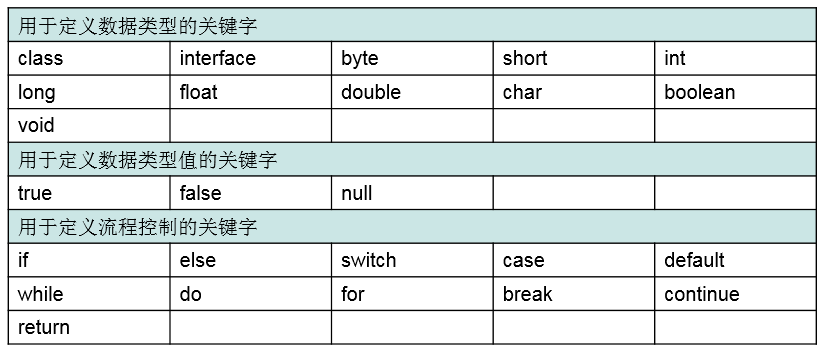 用于定义数据类型的关键字
class interface byte short int
long float double char boolean
void
用于定义数据类型值的关键字
true false null
用于定义流程控制的关键字
if else switch case default
while do for break continue
return